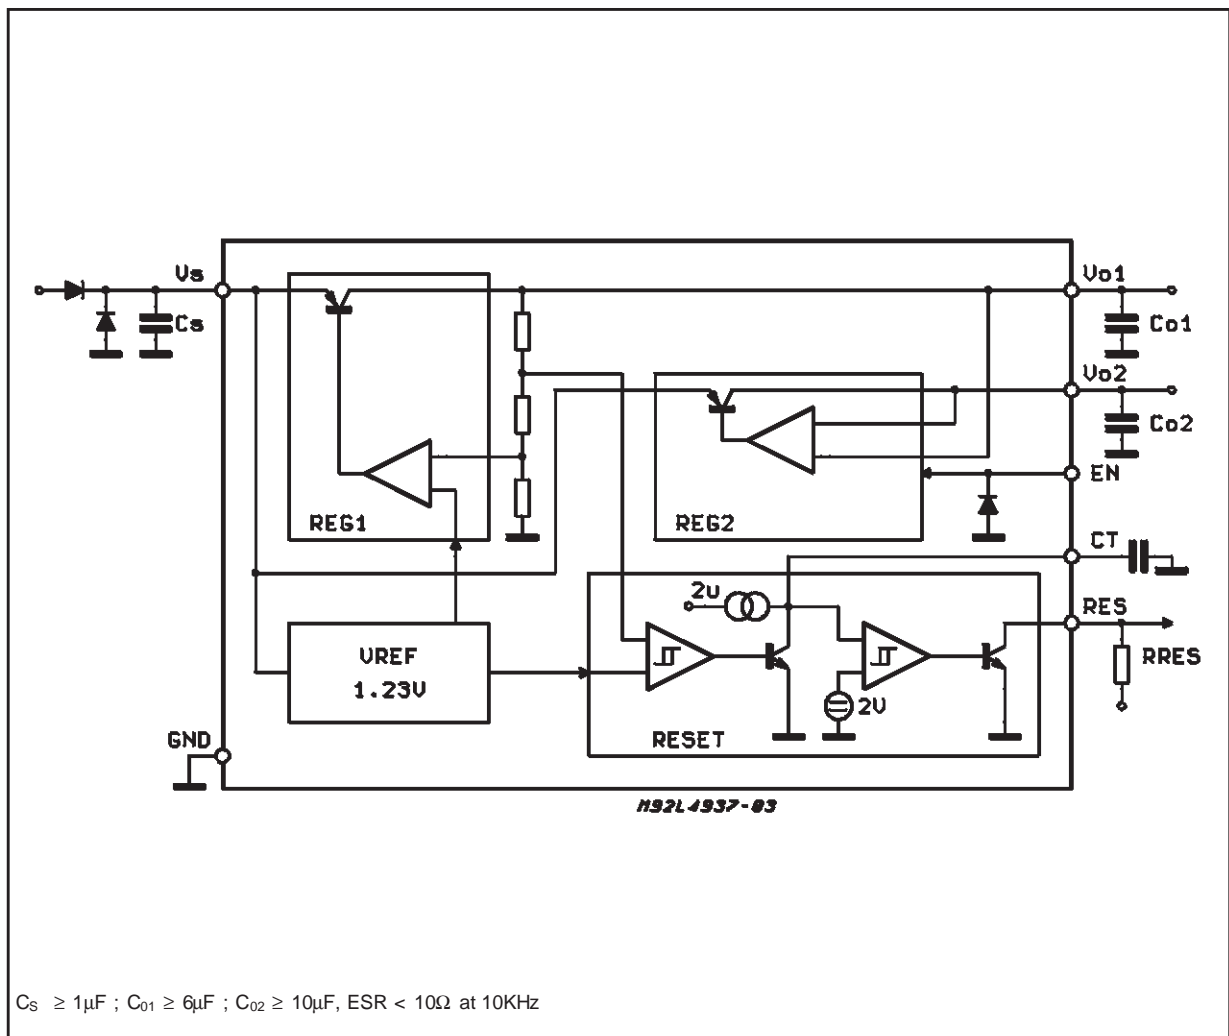 Vs
Vo1
Cs
Co1
Vo2
Co2
EN
REG1
REG2
CT
2u
RES
VREF
1.23V
RRES
2V
GND
RESET
M92L4937-03
CS ≥ 1µF ; C01 ≥ 6µF ; C02 ≥ 10µF, ESR < 10Ω at 10KHz